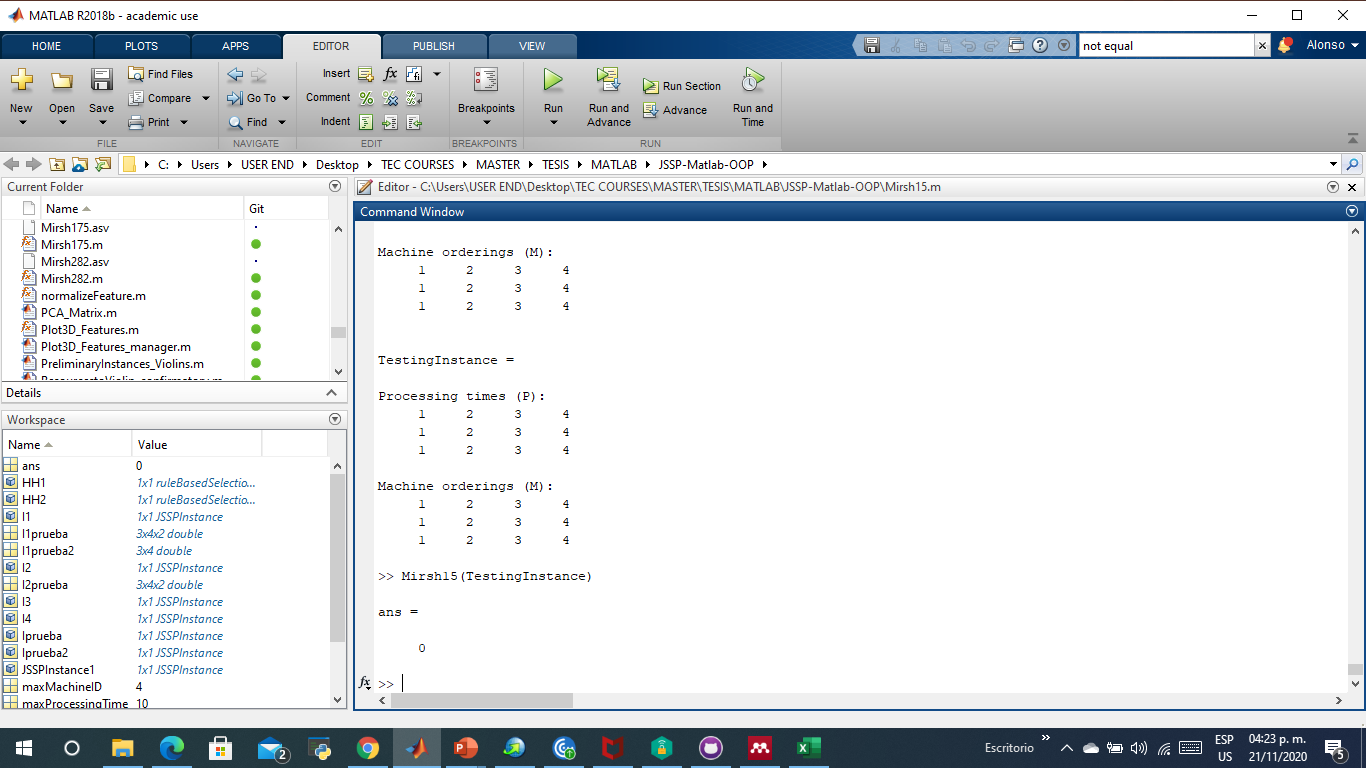 MATLAB R2018b - academic use
HOME PLOTS APPS EDITOR PUBLISH VIEW not equal Alonso
New Open Save Find Files Compare Print
Go To Find
Insert fx
Comment
Indent
Breakpoints
Run Run and Advance Run Section Advance Run and Time
FILE NAVIGATE EDIT BREAKPOINTS RUN
C: Users USER END Desktop TEC COURSES MASTER TESIS MATLAB JSSP-Matlab-OOP
Current Folder
Name Git
Mirsh175.asv
Mirsh175.m
Mirsh282.asv
Mirsh282.m
normalizeFeature.m
PCA_Matrix.m
Plot3D_Features.m
Plot3D_Features_manager.m
PreliminaryInstances_Violins.m
Details
Workspace
Name Value
ans 0
HH1 1x1 ruleBasedSelectio...
HH2 1x1 ruleBasedSelectio...
I1 1x1 JSSPInstance
I1prueba 3x4x2 double
I1prueba2 3x4 double
I2 1x1 JSSPInstance
I2prueba 3x4x2 double
I3 1x1 JSSPInstance
I4 1x1 JSSPInstance
Iprueba 1x1 JSSPInstance
Iprueba2 1x1 JSSPInstance
JSSPInstance1 1x1 JSSPInstance
maxMachineID 4
maxProcessingTime 10
Editor - C:\Users\USER END\Desktop\TEC COURSES\MASTER\TESIS\MATLAB\JSSP-Matlab-OOP\Mirsh15.m
Command Window
Machine orderings (M):
1 2 3 4
1 2 3 4
1 2 3 4
TestingInstance =
Processing times (P):
1 2 3 4
1 2 3 4
1 2 3 4
Machine orderings (M):
1 2 3 4
1 2 3 4
1 2 3 4
>> Mirsh15(TestingInstance)
ans =
0
fx >>
2 Escritorio » ESP US 04:23 p. m. 21/11/2020 5